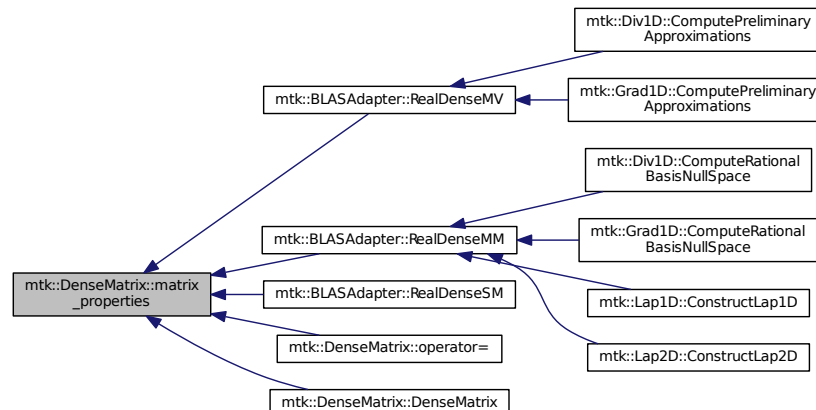 mtk::Div1D::ComputePreliminary
Approximations
mtk::BLASAdapter::RealDenseMV
mtk::Grad1D::ComputePreliminary
Approximations
mtk::Div1D::ComputeRational
BasisNullSpace
mtk::BLASAdapter::RealDenseMM
mtk::Grad1D::ComputeRational
BasisNullSpace
mtk::DenseMatrix::matrix
_properties
mtk::BLASAdapter::RealDenseSM
mtk::Lap1D::ConstructLap1D
mtk::DenseMatrix::operator=
mtk::Lap2D::ConstructLap2D
mtk::DenseMatrix::DenseMatrix